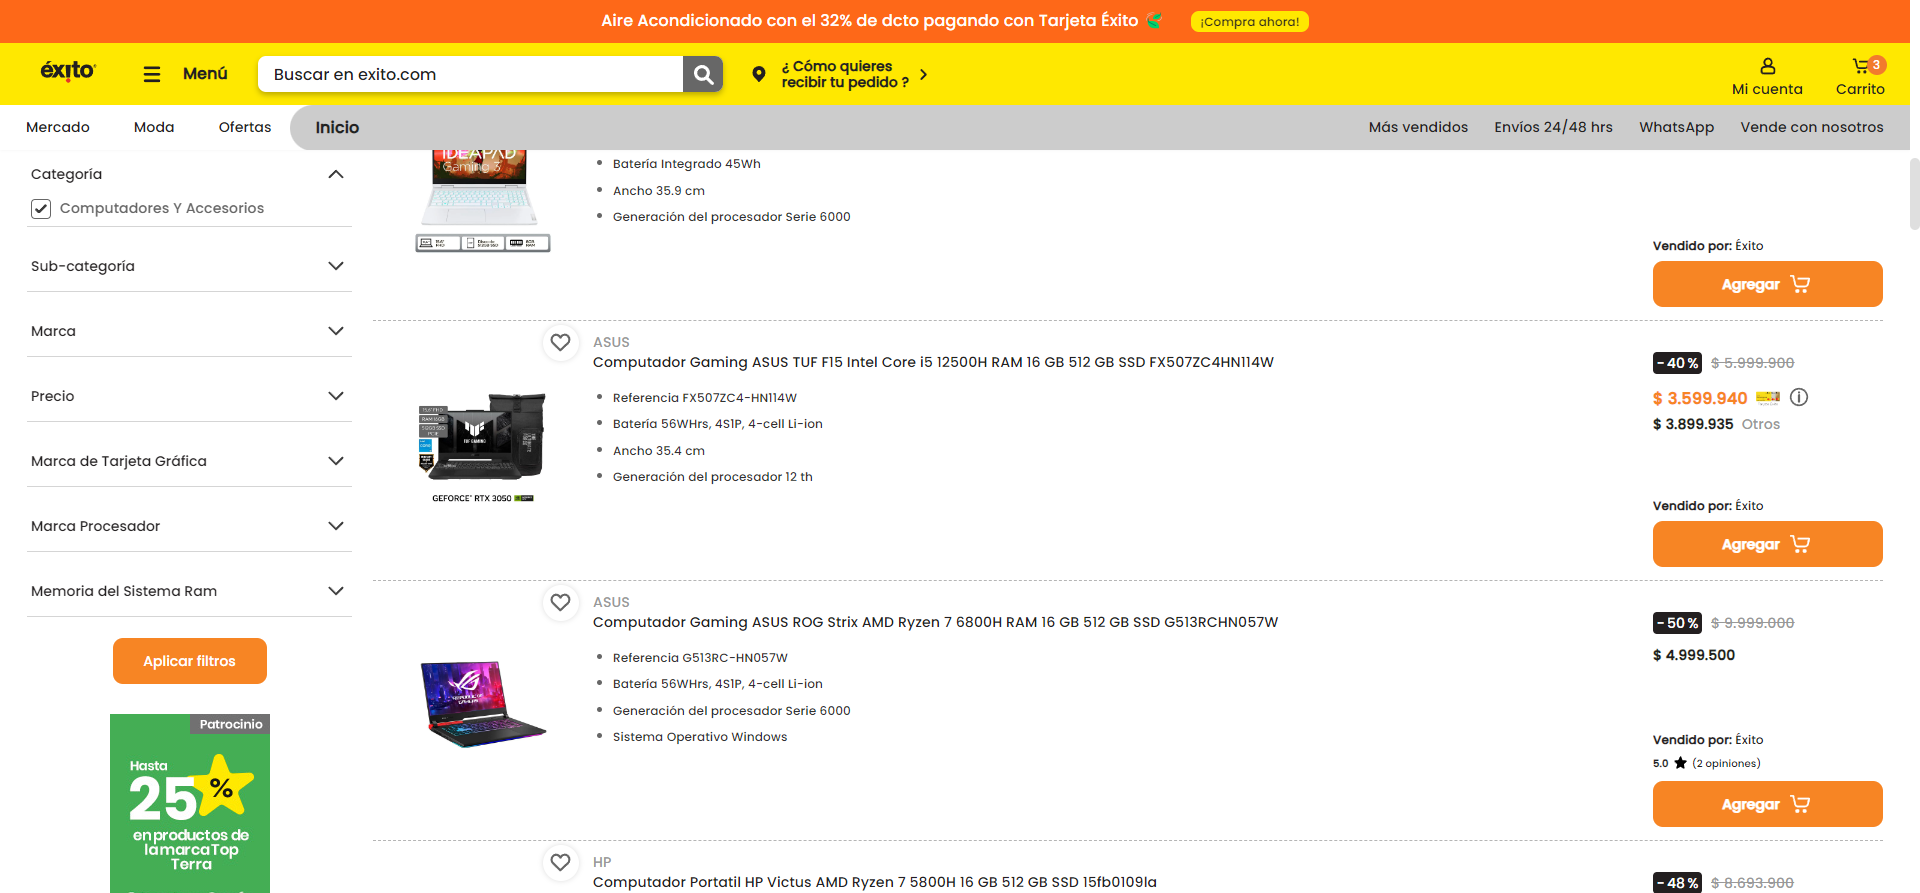 Aire Acondicionado con el 32% de dcto pagando con Tarjeta Éxito
¡Compra ahora!
éxito
Menú
Buscar en exito.com
¿ Cómo quieres
recibir tu pedido ?
Mi cuenta
3
Carrito
Mercado
Moda
Ofertas
Inicio
Más vendidos
Envíos 24/48 hrs
WhatsApp
Vende con nosotros
Categoría
Computadores Y Accesorios
Sub-categoría
Marca
Precio
Marca de Tarjeta Gráfica
Marca Procesador
Memoria del Sistema Ram
Aplicar filtros
Patrocinio
Hasta
25 %
en productos de
la marca Top
Terra
IDEAPAD
Gaming 3
Batería Integrado 45Wh
Ancho 35.9 cm
Generación del procesador Serie 6000
Vendido por: Éxito
Agregar
ASUS
Computador Gaming ASUS TUF F15 Intel Core i5 12500H RAM 16 GB 512 GB SSD FX507ZC4HN114W
TUF GAMING
GEFORCE RTX 3050
Referencia FX507ZC4-HN114W
Batería 56WHrs, 4S1P, 4-cell Li-ion
Ancho 35.4 cm
Generación del procesador 12 th
-40% $ 5.999.900
$ 3.599.940
$ 3.899.935 Otros
Vendido por: Éxito
Agregar
ASUS
Computador Gaming ASUS ROG Strix AMD Ryzen 7 6800H RAM 16 GB 512 GB SSD G513RCHN057W
Referencia G513RC-HN057W
Batería 56WHrs, 4S1P, 4-cell Li-ion
Generación del procesador Serie 6000
Sistema Operativo Windows
-50% $ 9.999.000
$ 4.999.500
Vendido por: Éxito
5.0 (2 opiniones)
Agregar
HP
Computador Portatil HP Victus AMD Ryzen 7 5800H 16 GB 512 GB SSD 15fb0109la
-48% $ 8.693.900